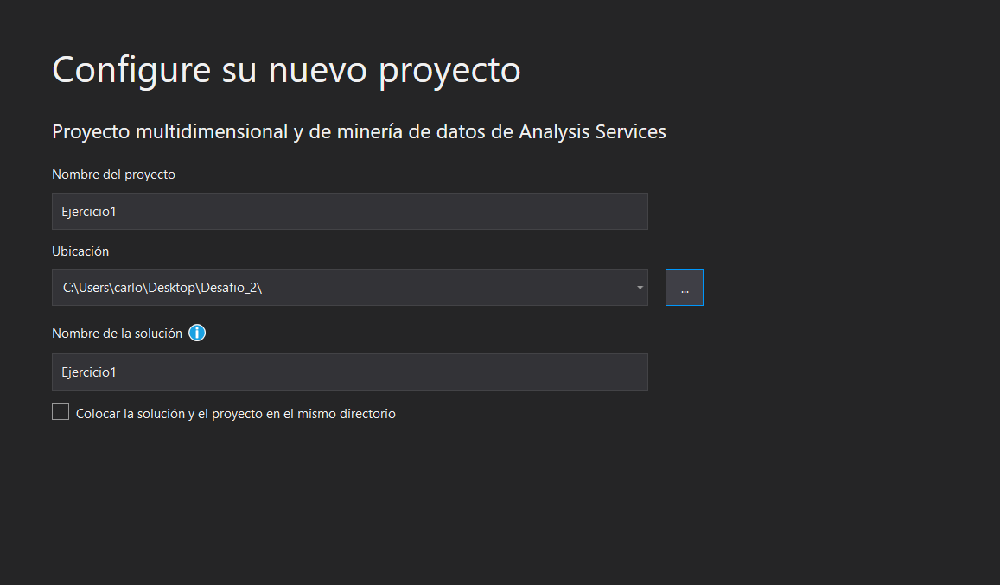 Configure su nuevo proyecto
Proyecto multidimensional y de minería de datos de Analysis Services
Nombre del proyecto
Ejercicio1
Ubicación
C:\Users\carlo\Desktop\Desafio_2\
...
Nombre de la solución
Ejercicio1
Colocar la solución y el proyecto en el mismo directorio